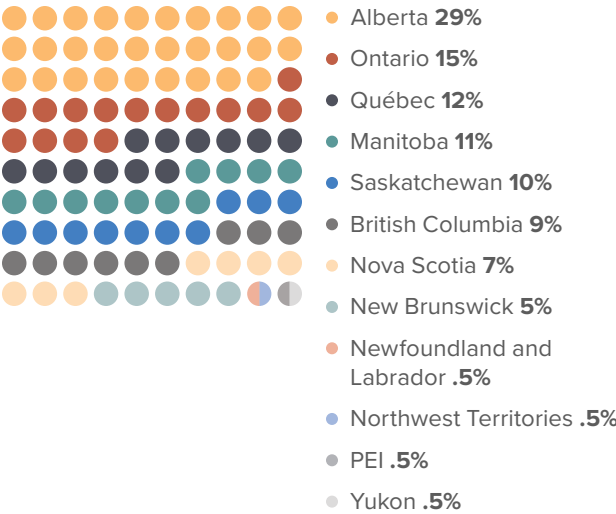 Alberta 29%
Ontario 15%
Québec 12%
Manitoba 11%
Saskatchewan 10%
British Columbia 9%
Nova Scotia 7%
New Brunswick 5%
Newfoundland and
Labrador .5%
Northwest Territories .5%
PEI .5%
Yukon .5%